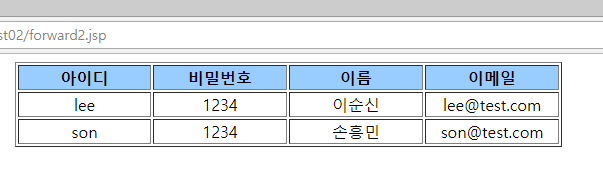 st02/forward2.jsp
아이디 비밀번호 이름 이메일
lee 1234 이순신 lee@test.com
son 1234 손흥민 son@test.com